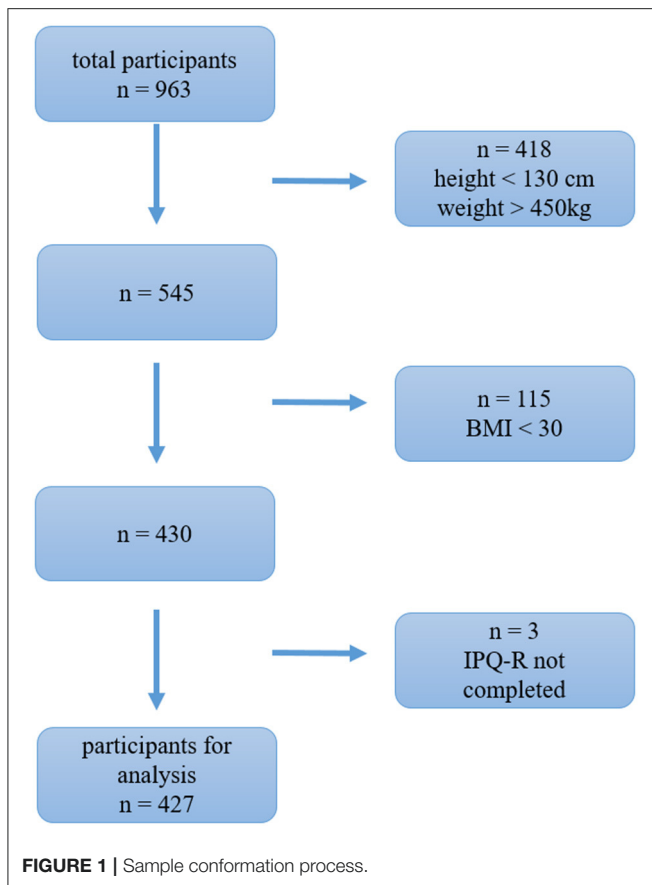 total participants
n = 963
n = 418
height < 130 cm
weight > 450kg
n = 545
n = 115
BMI < 30
n = 430
n = 3
IPQ-R not
completed
participants for
analysis
n = 427
FIGURE 1 | Sample conformation process.